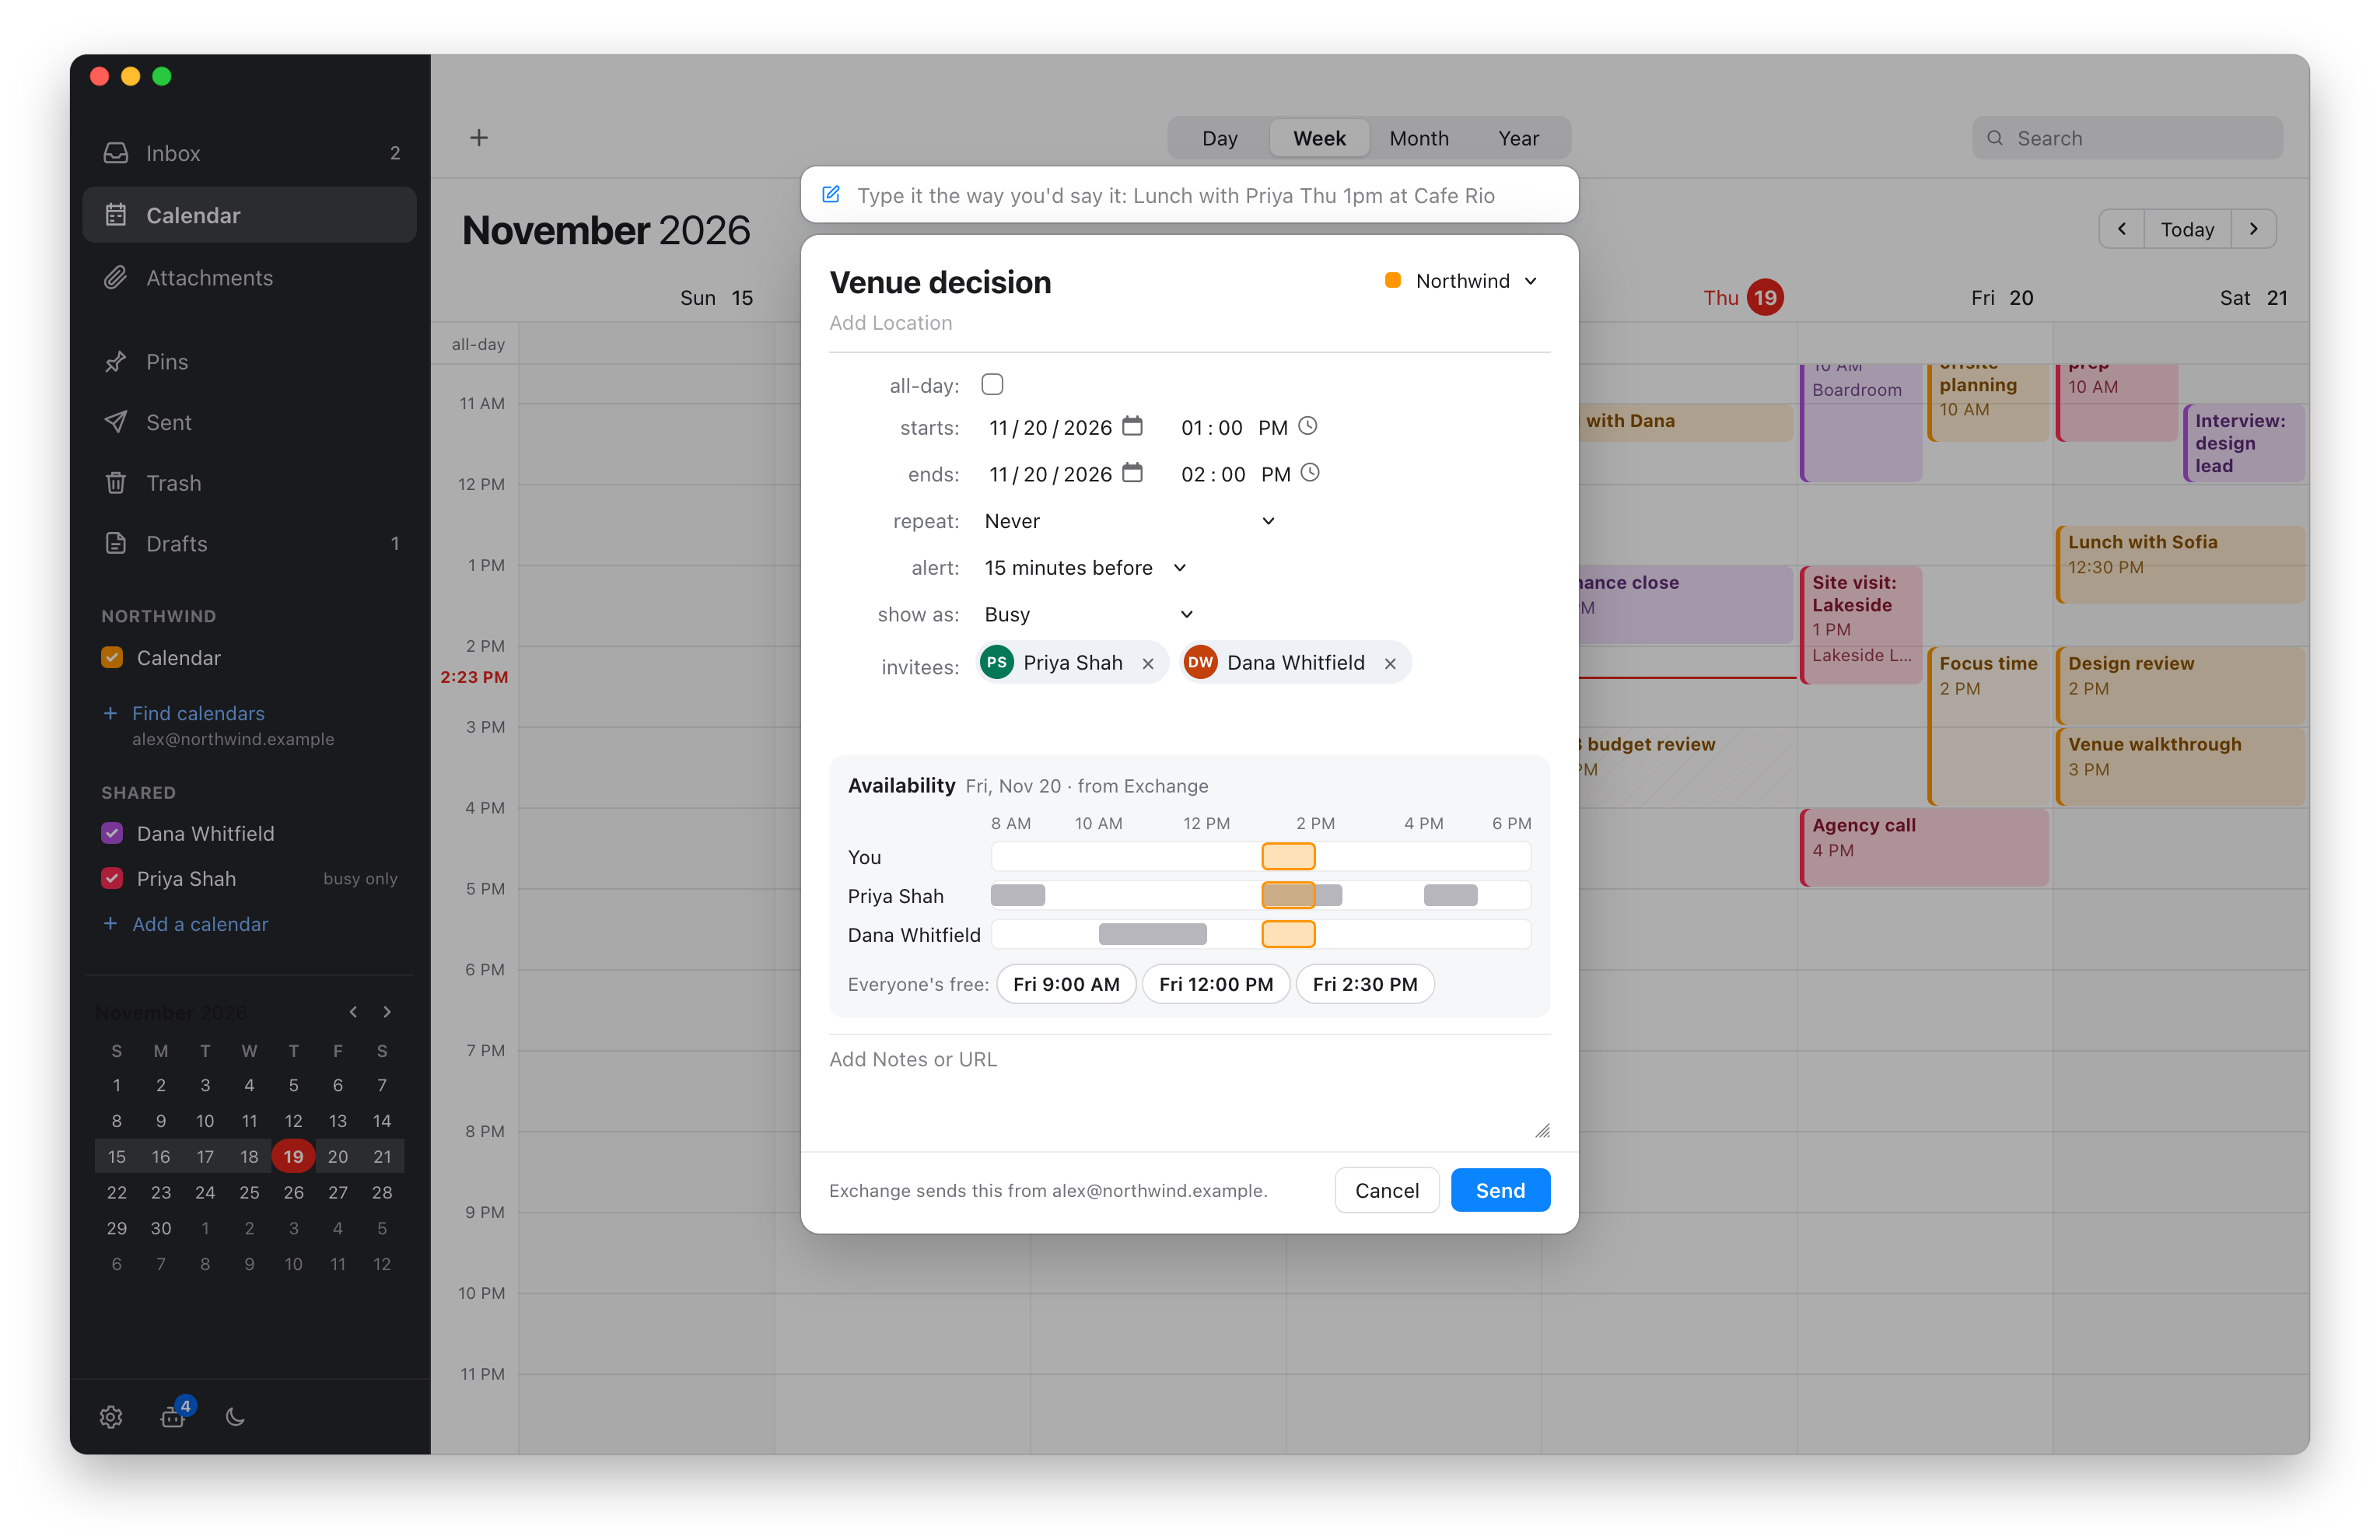 Inbox 2
Calendar
Attachments
Pins
Sent
Trash
Drafts 1
NORTHWIND
Calendar
Find calendars
alex@northwind.example
SHARED
Dana Whitfield
Priya Shah busy only
Add a calendar
November 2026
S M T W T F S
1 2 3 4 5 6 7
8 9 10 11 12 13 14
15 16 17 18 19 20 21
22 23 24 25 26 27 28
29 30 1 2 3 4 5
6 7 8 9 10 11 12
4
Day Week Month Year
Search
November 2026
Today
Sun 15
Thu 19
Fri 20
Sat 21
all-day
11 AM
12 PM
1 PM
2 PM
2:23 PM
3 PM
4 PM
5 PM
6 PM
7 PM
8 PM
9 PM
10 PM
11 PM
Type it the way you'd say it: Lunch with Priya Thu 1pm at Cafe Rio
Venue decision
Northwind
Add Location
all-day:
starts: 11/20/2026 01:00 PM
ends: 11/20/2026 02:00 PM
repeat: Never
alert: 15 minutes before
show as: Busy
invitees: PS Priya Shah DW Dana Whitfield
Availability Fri, Nov 20 · from Exchange
8 AM 10 AM 12 PM 2 PM 4 PM 6 PM
You
Priya Shah
Dana Whitfield
Everyone's free: Fri 9:00 AM Fri 12:00 PM Fri 2:30 PM
Add Notes or URL
Exchange sends this from alex@northwind.example.
Cancel
Send
with Dana
budget review
close
10 AM
Boardroom
Site visit:
Lakeside
1 PM
Lakeside L...
Agency call
4 PM
offsite
planning
10 AM
Focus time
2 PM
prep
10 AM
Interview:
design
lead
Lunch with Sofia
12:30 PM
Design review
2 PM
Venue walkthrough
3 PM